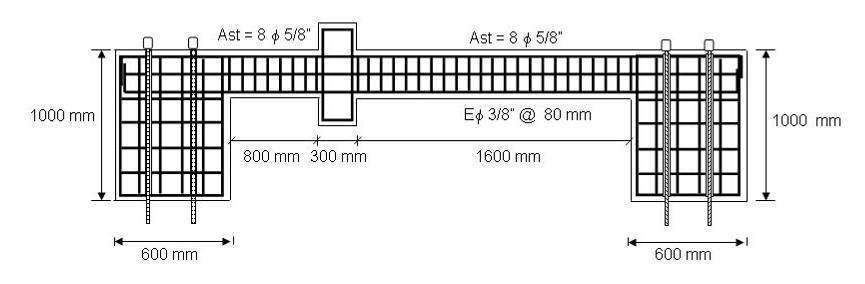 Ast = 8 ϕ 5/8"
Ast = 8 ϕ 5/8"
1000 mm
Eϕ 3/8" @ 80 mm
1000 mm
800 mm
300 mm
1600 mm
600 mm
600 mm